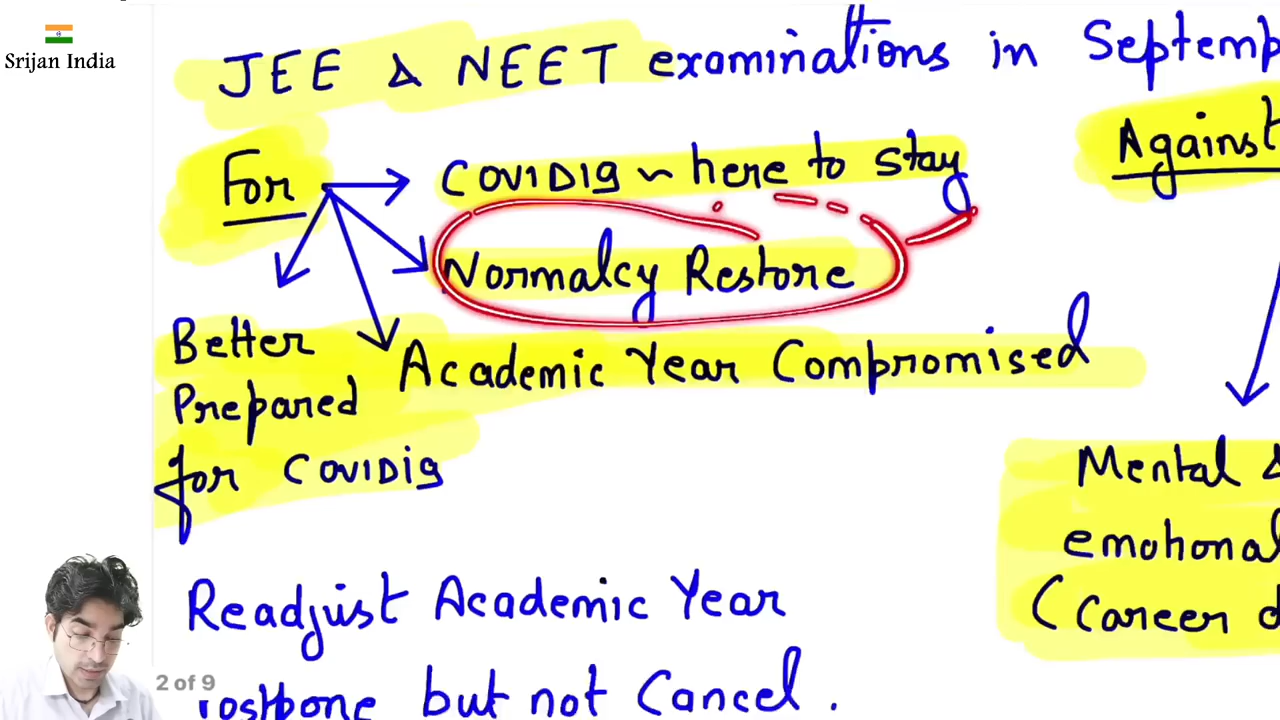 Srijan India
JEE & NEET examinations in Septemb
For
Against
COVID19 ~ here to stay
Normalcy Restore
Academic Year Compromised
Better
Prepared
for COVID19
Mental &
emotional
(Career d
Readjust Academic Year
Postpone but not Cancel.
2 of 9